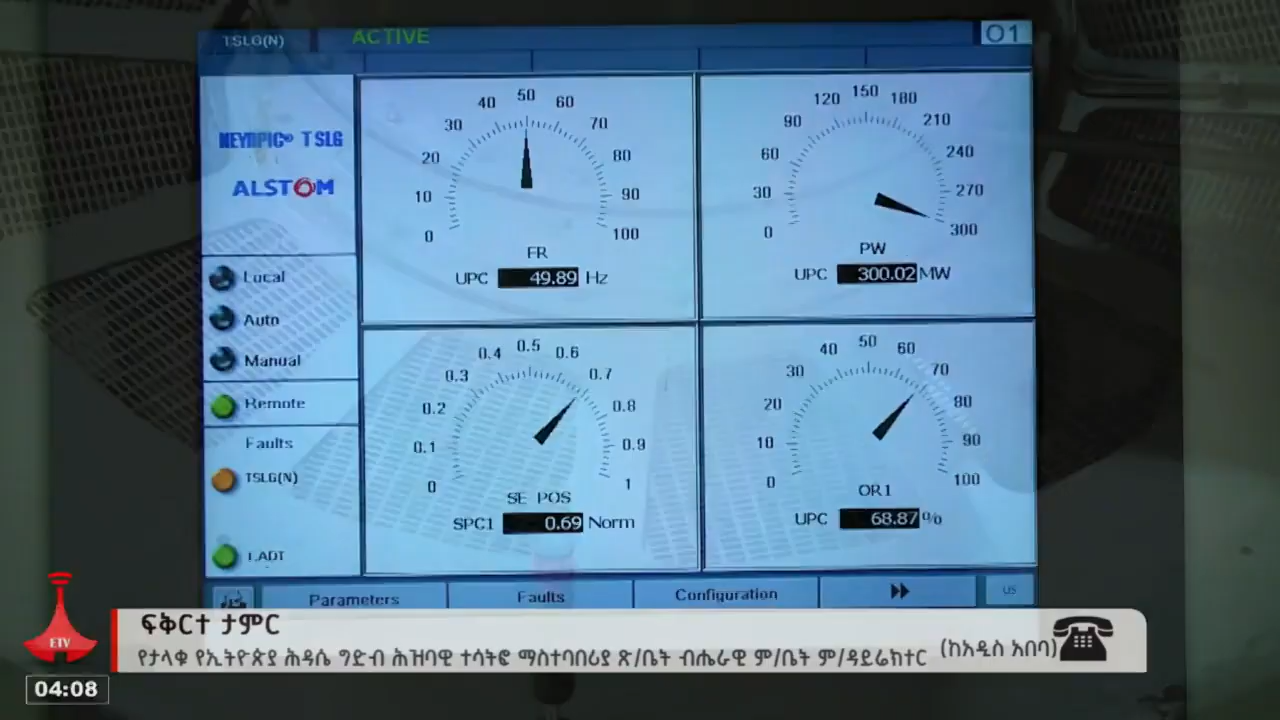 TSLG(N) ACTIVE 01
NEYRPIC® TSLG
ALSTOM
Local
Auto
Manual
Remote
Faults
TSLG(N)
LADT
0 10 20 30 40 50 60 70 80 90 100
FR
UPC 49.89 Hz
0 30 60 90 120 150 180 210 240 270 300
PW
UPC 300.02 MW
0 0.1 0.2 0.3 0.4 0.5 0.6 0.7 0.8 0.9 1
SE POS
SPC1 0.69 Norm
0 10 20 30 40 50 60 70 80 90 100
OR1
UPC 68.87 %
Parameters Faults Configuration US
ETV
04:08
ፍቅርተ ታምር
የታላቁ የኢትዮጵያ ሕዳሴ ግድብ ሕዝባዊ ተሳትፎ ማስተባበሪያ ጽ/ቤት ብሔራዊ ም/ቤት ም/ዳይሬክተር (ከአዲስ አበባ)